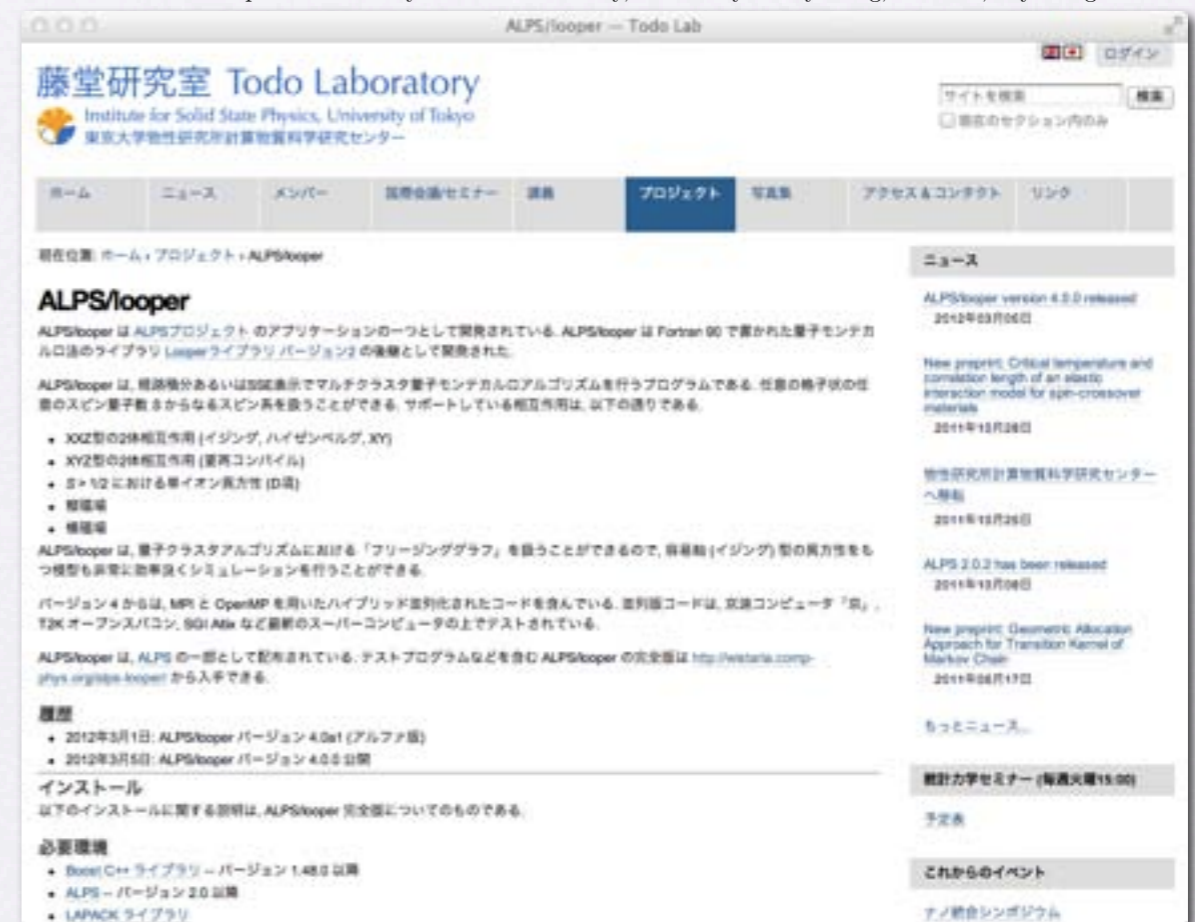 ALPS/looper — Todo Lab
ログイン
藤堂研究室 Todo Laboratory
Institute for Solid State Physics, University of Tokyo
東京大学物性研究所計算物質科学研究センター
サイトを検索
検索
現在のセクション内のみ
ホーム
ニュース
メンバー
国際会議/セミナー
講義
プロジェクト
写真集
アクセス & コンタクト
リンク
現在位置: ホーム › プロジェクト › ALPS/looper
ALPS/looper
ALPS/looper は ALPSプロジェクト のアプリケーションの一つとして開発されている. ALPS/looper は Fortran 90 で書かれた量子モンテカ
ルロ法のライブラリ Looperライブラリ バージョン2 の後継として開発された.
ALPS/looper は, 経路積分あるいはSSE表示でマルチクラスタ量子モンテカルロアルゴリズムを行うプログラムである. 任意の格子状の任
意のスピン量子数 S からなるスピン系を扱うことができる. サポートしている相互作用は, 以下の通りである.
• XXZ型の2体相互作用 (イジング, ハイゼンベルグ, XY)
• XYZ型の2体相互作用 (要再コンパイル)
• S > 1/2 における単イオン異方性 (D項)
• 縦磁場
• 横磁場
ALPS/looper は, 量子クラスタアルゴリズムにおける「フリージンググラフ」を扱うことができるので, 容易軸 (イジング) 型の異方性をも
つ模型も非常に効率良くシミュレーションを行うことができる.
バージョン 4 からは, MPI と OpenMP を用いたハイブリッド並列化されたコードを含んでいる. 並列版コードは, 京速コンピュータ「京」,
T2K オープンスパコン, SGI Altix など最新のスーパーコンピュータの上でテストされている.
ALPS/looper は, ALPS の一部として配布されている. テストプログラムなどを含む ALPS/looper の完全版は http://wistaria.comp-
phys.org/alps-looper/ から入手できる.
履歴
• 2012年3月1日: ALPS/looper バージョン 4.0a1 (アルファ版)
• 2012年3月5日: ALPS/looper バージョン 4.0.0 公開
インストール
以下のインストールに関する説明は, ALPS/looper 完全版についてのものである.
必要環境
• Boost C++ ライブラリ – バージョン 1.48.0 以降
• ALPS – バージョン 2.0 以降
• LAPACK ライブラリ
ニュース
ALPS/looper version 4.0.0 released
2012年03月05日
New preprint: Critical temperature and
correlation length of an elastic
interaction model for spin-crossover
materials
2011年10月28日
物性研究所計算物質科学研究センター
へ移転
2011年10月26日
ALPS 2.0.2 has been released
2011年10月08日
New preprint: Geometric Allocation
Approach for Transition Kernel of
Markov Chain
2011年06月17日
もっとニュース...
統計力学セミナー (毎週火曜15:00)
予定表
これからのイベント
ナノ統合シンポジウム